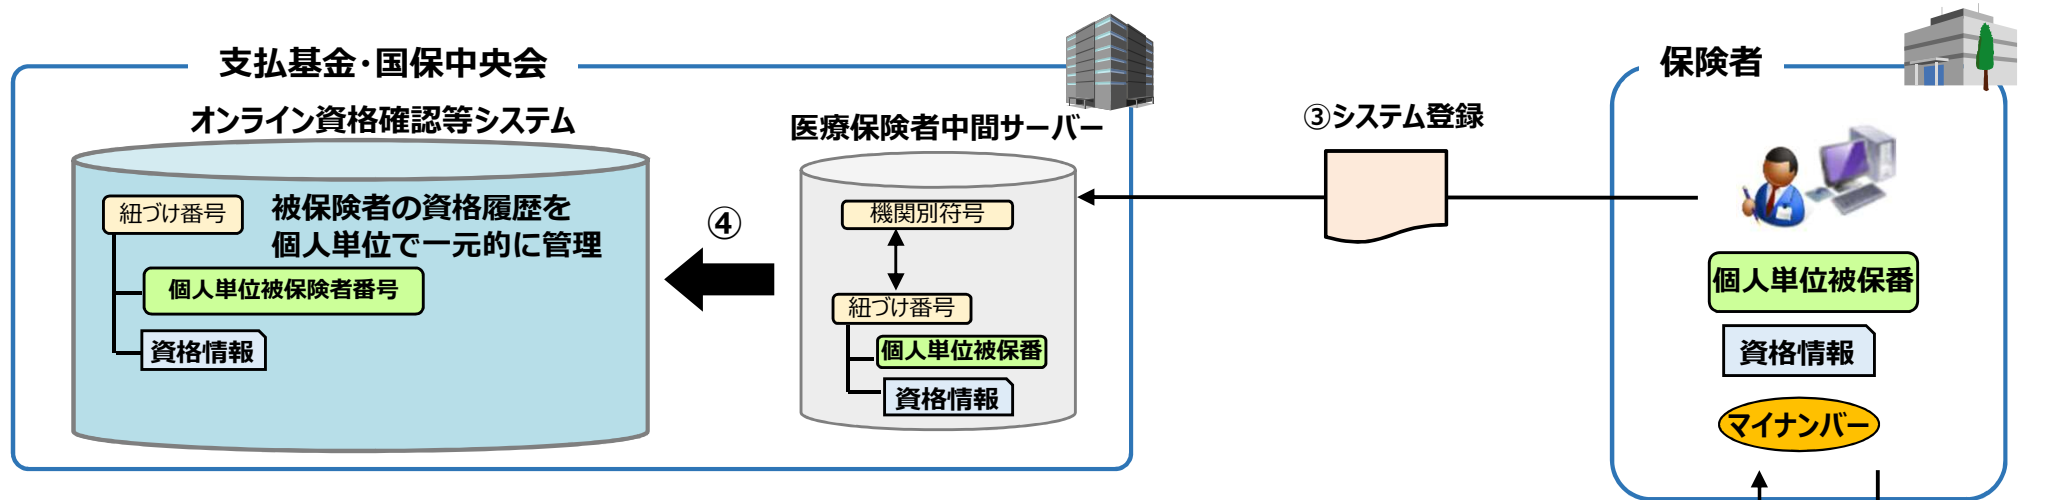 支払基金・国保中央会
オンライン資格確認等システム
紐づけ番号
被保険者の資格履歴を
個人単位で一元的に管理
個人単位被保険者番号
資格情報
④
医療保険者中間サーバー
機関別符号
紐づけ番号
個人単位被保番
資格情報
③システム登録
保険者
個人単位被保番
資格情報
マイナンバー